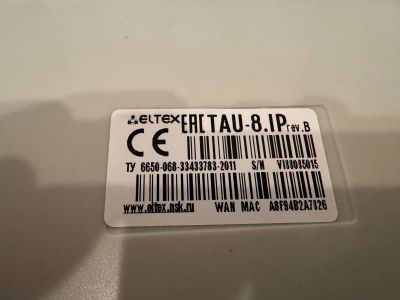 ELTEX EAC TAU-8.IP rev.B
CE
ТУ 6650-068-33433783-2011 S/N VI33035015
www.eltex.nsk.ru WAN MAC A8F94B2A7326